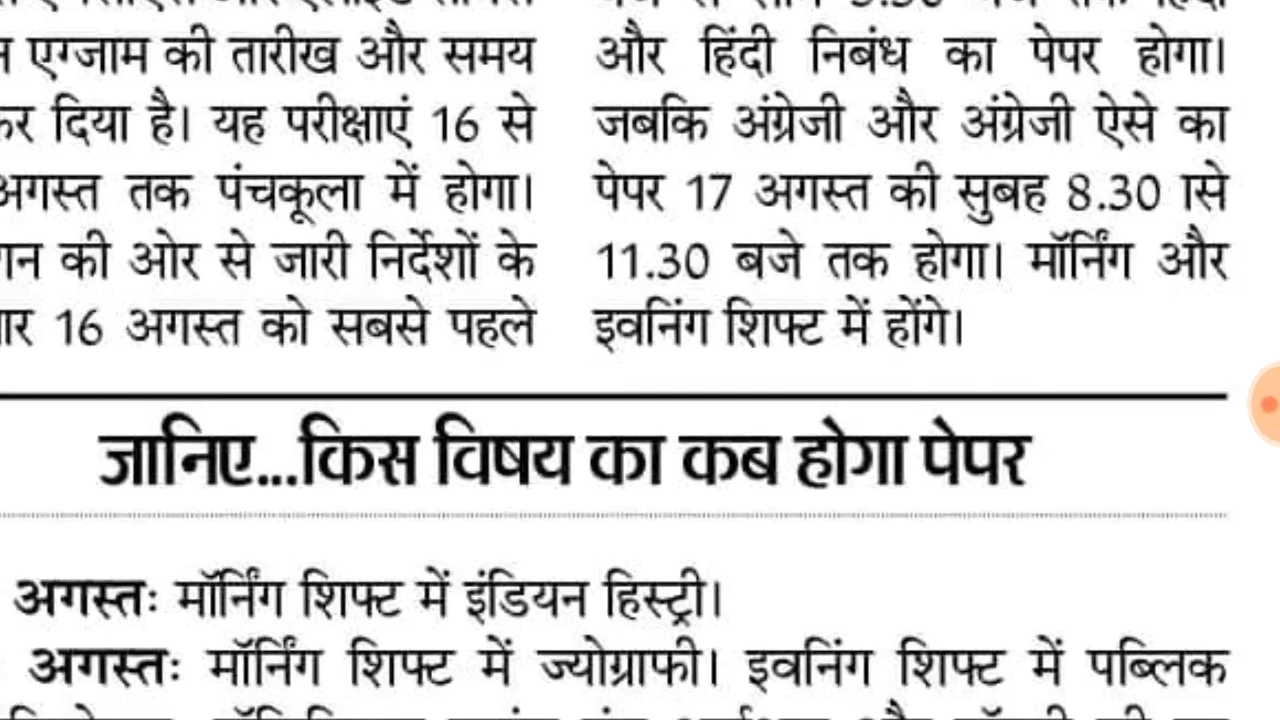 एग्जाम की तारीख और समय
कर दिया है। यह परीक्षाएं 16 से
अगस्त तक पंचकूला में होगा।
की ओर से जारी निर्देशों के
16 अगस्त को सबसे पहले
और हिंदी निबंध का पेपर होगा।
जबकि अंग्रेजी और अंग्रेजी ऐसे का
पेपर 17 अगस्त की सुबह 8.30 ासे
11.30 बजे तक होगा। मॉर्निंग और
इवनिंग शिफ्ट में होंगे।
जानिए...किस विषय का कब होगा पेपर
अगस्तः मॉर्निंग शिफ्ट में इंडियन हिस्ट्री।
अगस्तः मॉर्निंग शिफ्ट में ज्योग्राफी। इवनिंग शिफ्ट में पब्लिक